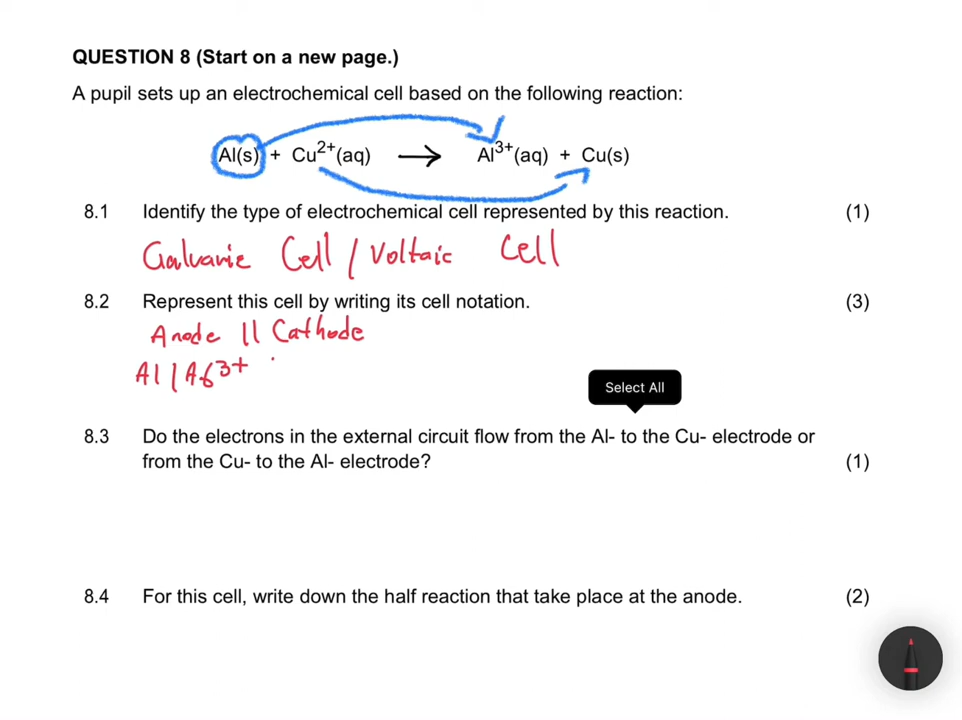 QUESTION 8 (Start on a new page.)
A pupil sets up an electrochemical cell based on the following reaction:
Al(s) + Cu²⁺(aq) → Al³⁺(aq) + Cu(s)
8.1 Identify the type of electrochemical cell represented by this reaction. (1)
Galvanic Cell / Voltaic Cell
8.2 Represent this cell by writing its cell notation. (3)
Anode || Cathode
Al | Al³⁺
Select All
8.3 Do the electrons in the external circuit flow from the Al- to the Cu- electrode or
from the Cu- to the Al- electrode? (1)
8.4 For this cell, write down the half reaction that take place at the anode. (2)